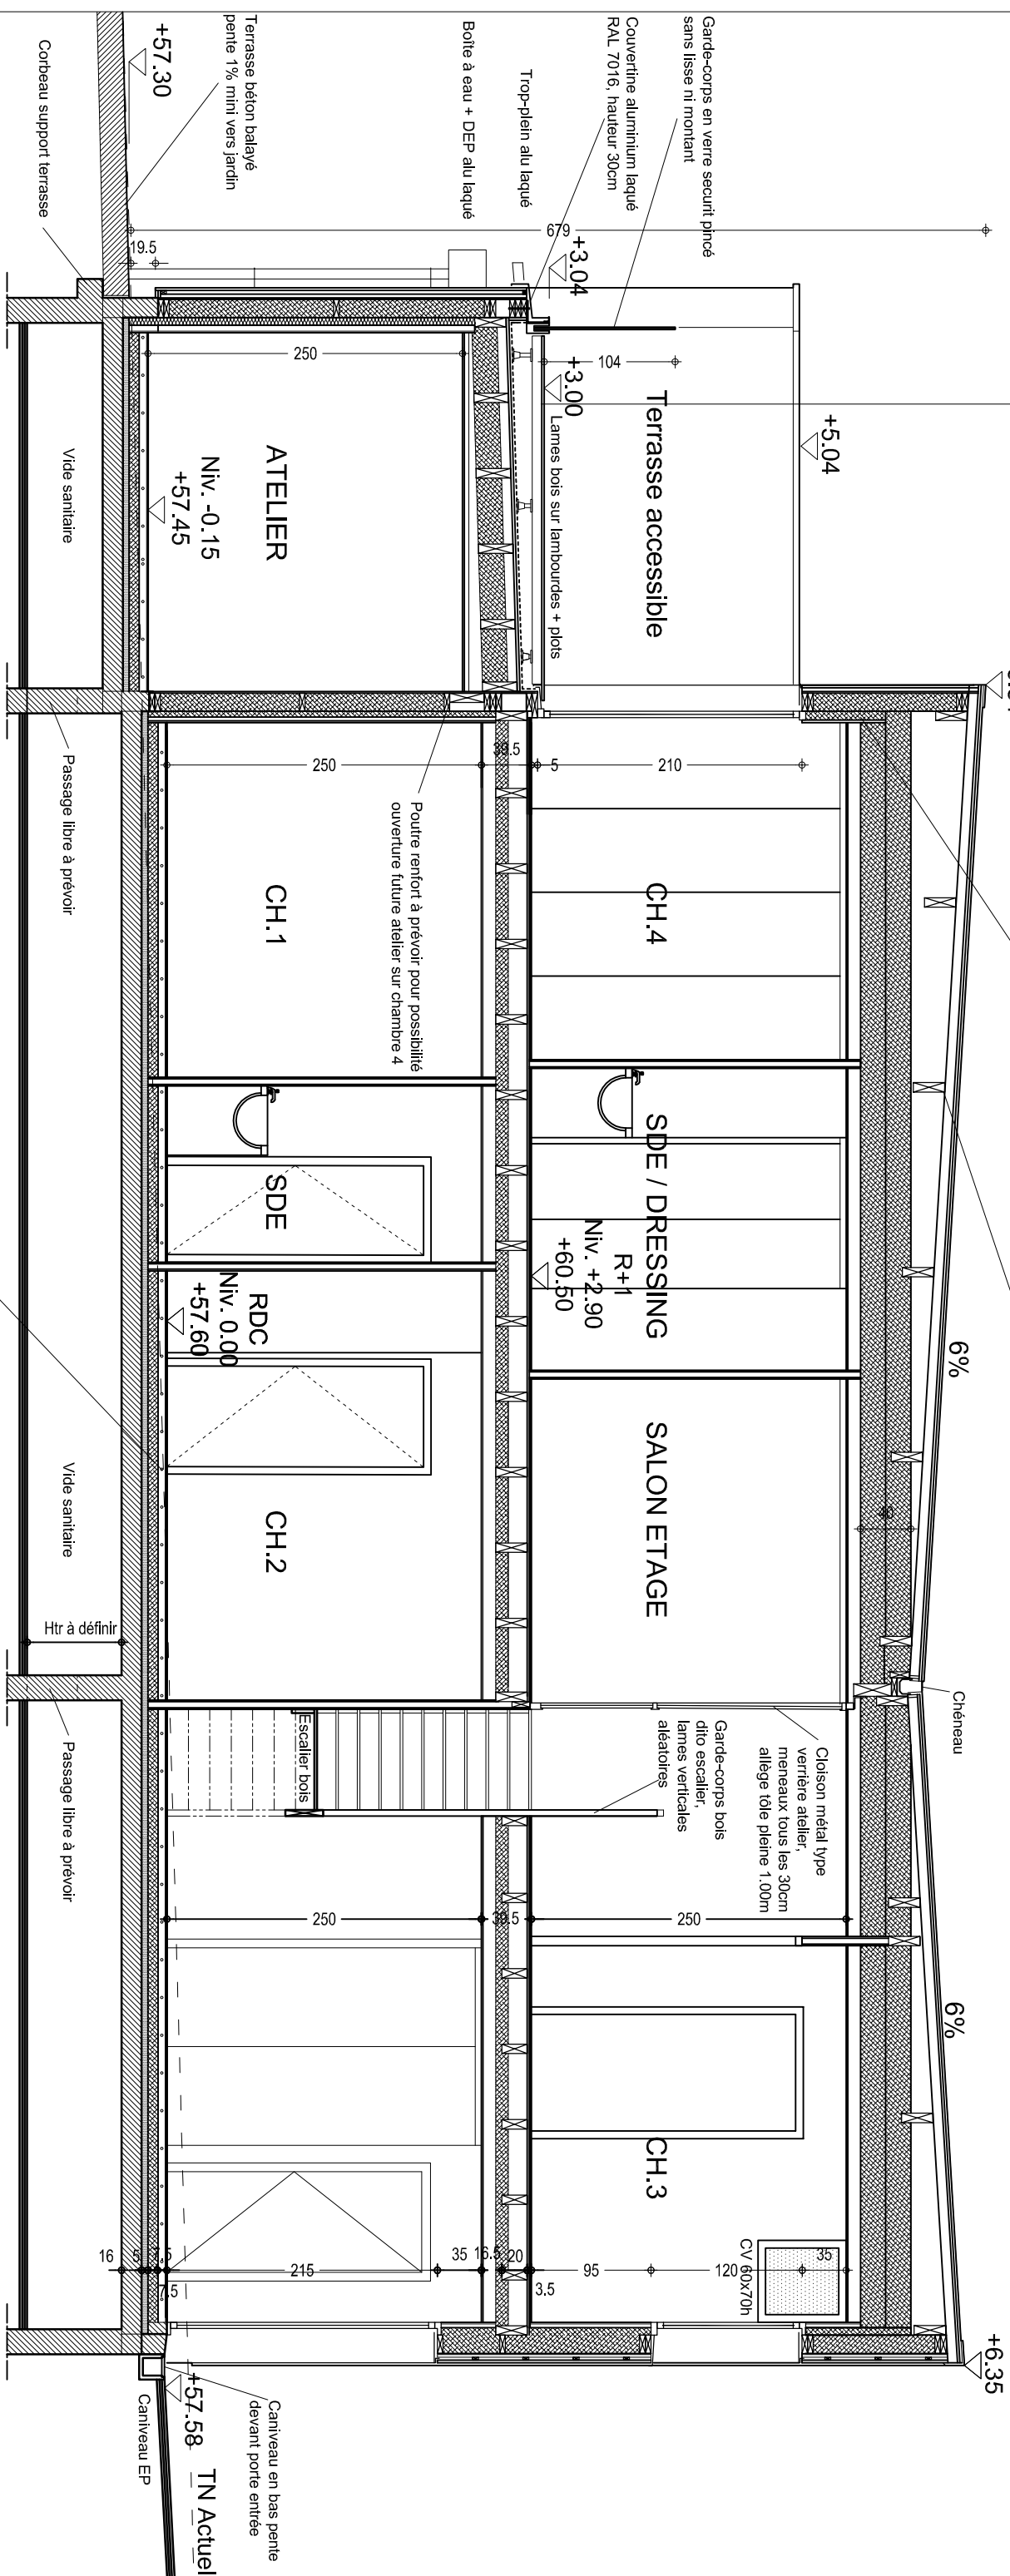 Garde-corps en verre securit pincé
sans lisse ni montant
Couvertine aluminium laqué
RAL 7016, hauteur 30cm
Trop-plein alu laqué
Boîte à eau + DEP alu laqué
Terrasse béton balayé
pente 1% mini vers jardin
+57.30
Corbeau support terrasse
679
19.5
+3.04
104
+3.00
+5.04
Terrasse accessible
Lames bois sur lambourdes + plots
250
ATELIER
Niv. -0.15
+57.45
Vide sanitaire
Passage libre à prévoir
250
39.5
5
210
Poutre renfort à prévoir pour possibilité
ouverture future atelier sur chambre 4
CH.1
CH.4
SDE
SDE / DRESSING
R+1
Niv. +2.90
+60.50
RDC
Niv. 0.00
+57.60
6%
CH.2
SALON ETAGE
40
Vide sanitaire
Htr à définir
Passage libre à prévoir
Chéneau
Cloison métal type
verrière atelier,
meneaux tous les 30cm
allège tôle pleine 1.00m
Garde-corps bois
dito escalier,
lames verticales
aléatoires
Escalier bois
250
39.5
250
6%
CH.3
CV 60x70h
16
5
7.5
7.5
215
35
16.5
20
3.5
95
120
35
+6.35
+57.58
TN Actuel
Caniveau en bas pente
devant porte entrée
Caniveau EP